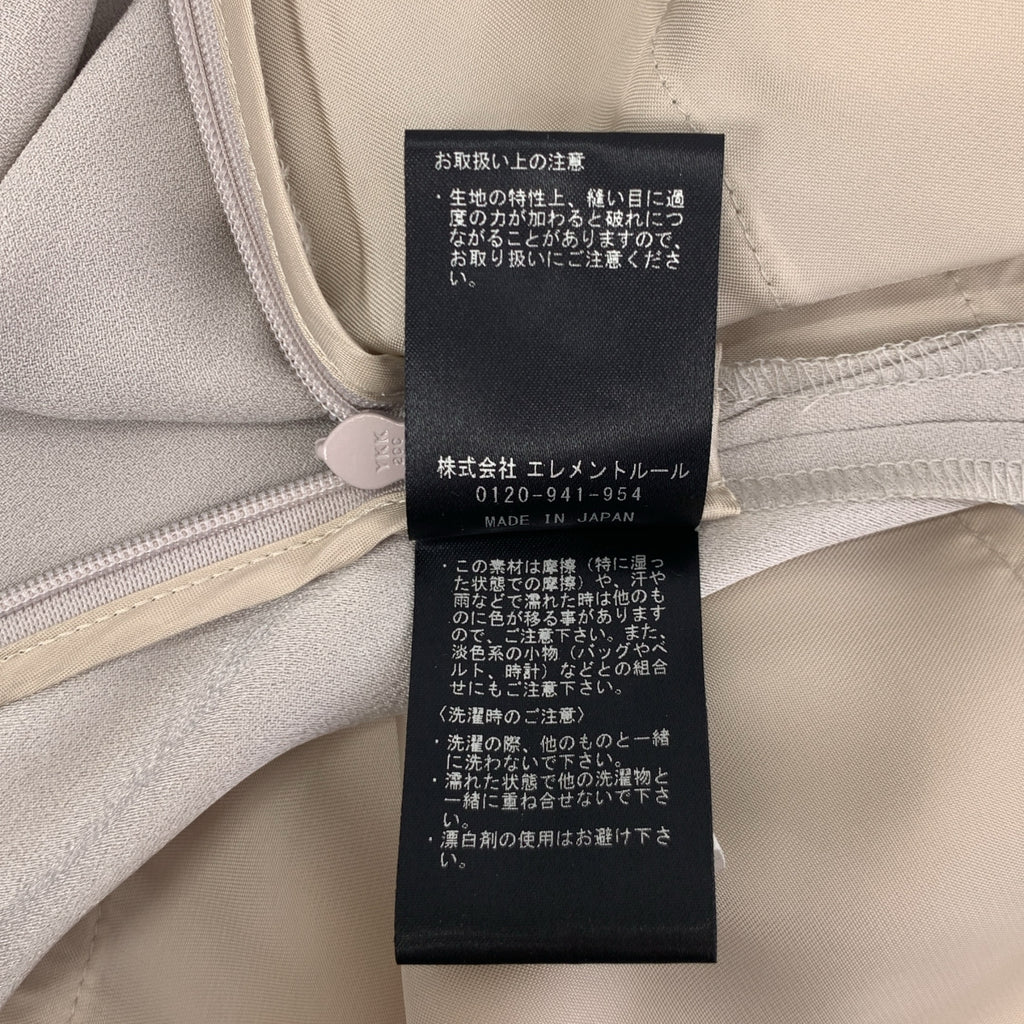 お取扱い上の注意
・生地の特性上、縫い目に過
度の力が加わると破れにつ
ながることがありますので、
お取り扱いにご注意くださ
い。
YKK
株式会社 エレメントルール
0120-941-954
MADE IN JAPAN
・この素材は摩擦（特に湿っ
た状態での摩擦）や、汗や
雨などで濡れた時は他のも
のに色が移る事があります
ので、ご注意下さい。また、
淡色系の小物（バッグやベ
ルト、時計）などとの組合
せにもご注意下さい。
〈洗濯時のご注意〉
・洗濯の際、他のものと一緒
に洗わないで下さい。
・濡れた状態で他の洗濯物と
一緒に重ね合せないで下さ
い。
・漂白剤の使用はお避け下さ
い。